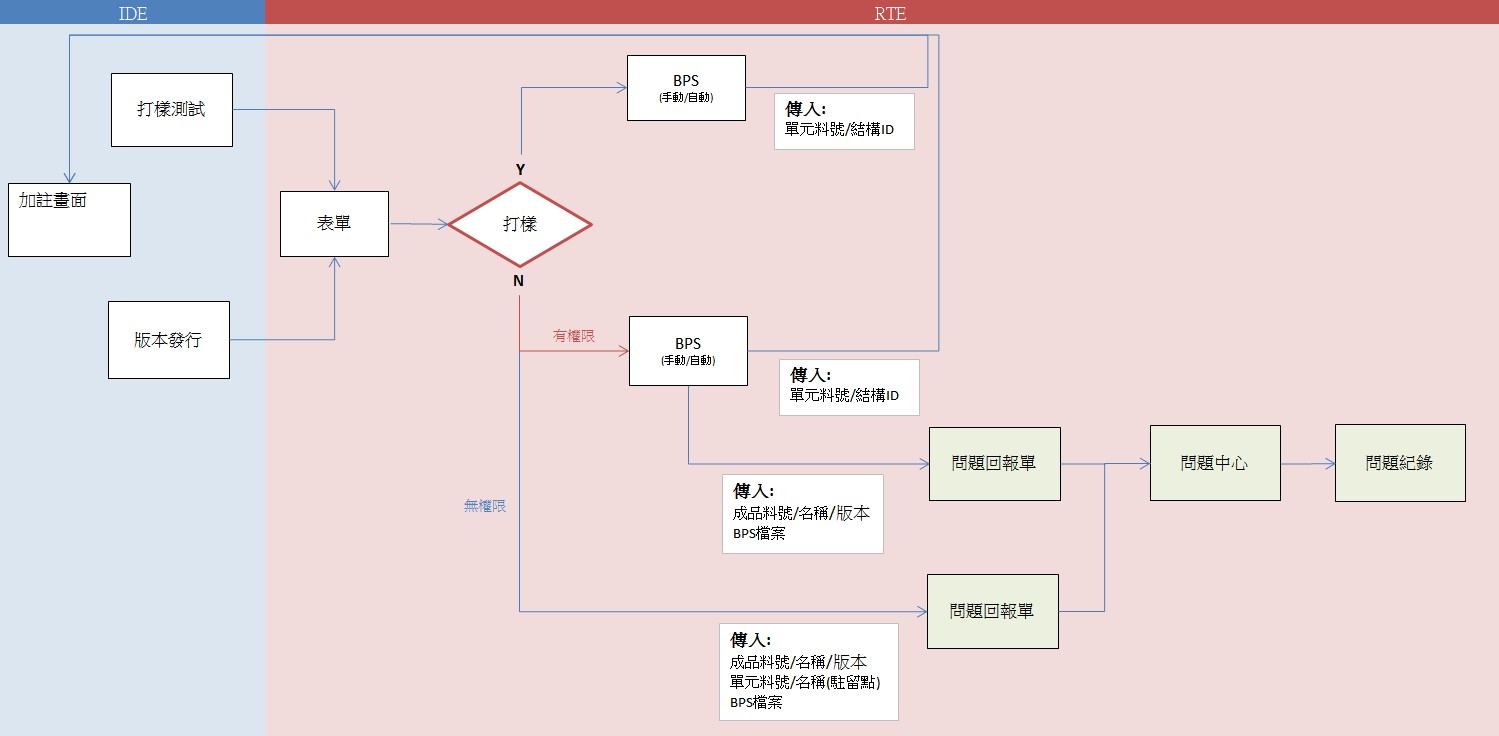 IDE
RTE
打樣測試
加註畫面
版本發行
表單
打樣
Y
N
BPS
(手動/自動)
傳入:
單元料號/結構ID
有權限
BPS
(手動/自動)
傳入:
單元料號/結構ID
無權限
問題回報單
問題中心
問題紀錄
傳入:
成品料號/名稱/版本
BPS檔案
問題回報單
傳入:
成品料號/名稱/版本
單元料號/名稱(駐留點)
BPS檔案